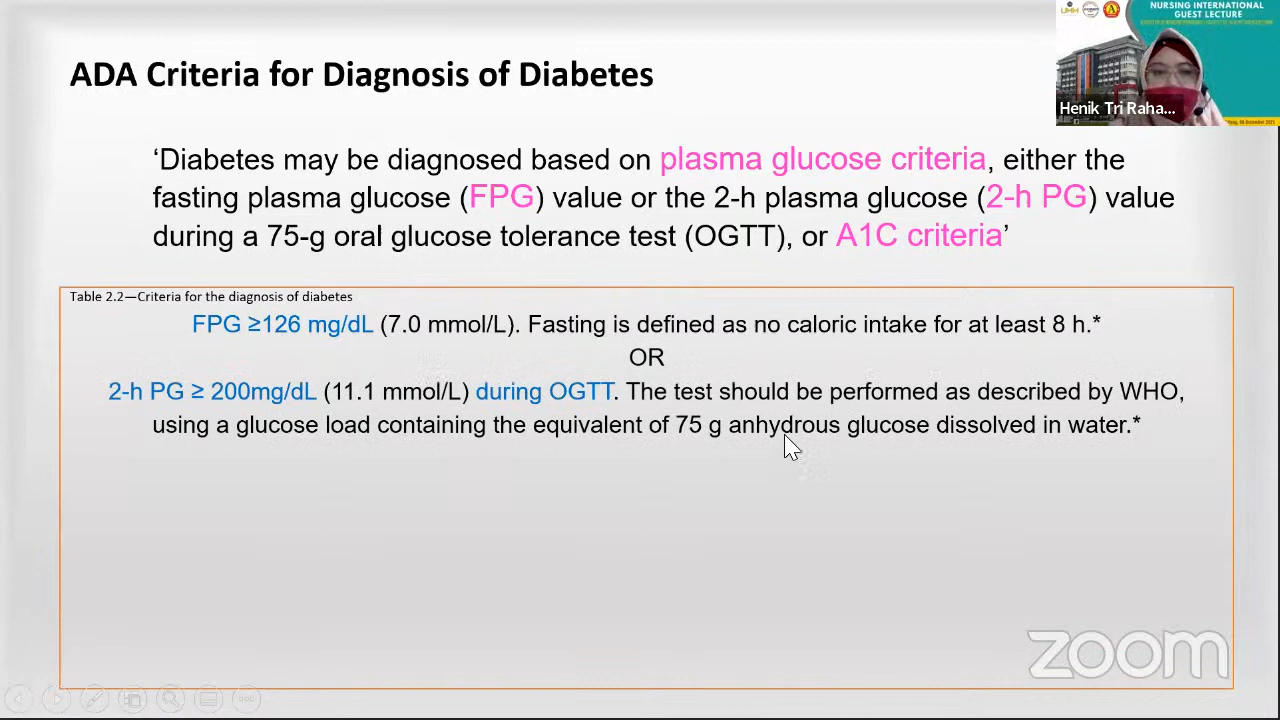 ADA Criteria for Diagnosis of Diabetes
NURSING INTERNATIONAL
GUEST LECTURE
Henik Tri Raha...
‘Diabetes may be diagnosed based on plasma glucose criteria, either the
fasting plasma glucose (FPG) value or the 2-h plasma glucose (2-h PG) value
during a 75-g oral glucose tolerance test (OGTT), or A1C criteria’
Table 2.2—Criteria for the diagnosis of diabetes
FPG ≥126 mg/dL (7.0 mmol/L). Fasting is defined as no caloric intake for at least 8 h.*
OR
2-h PG ≥ 200mg/dL (11.1 mmol/L) during OGTT. The test should be performed as described by WHO,
using a glucose load containing the equivalent of 75 g anhydrous glucose dissolved in water.*
zoom